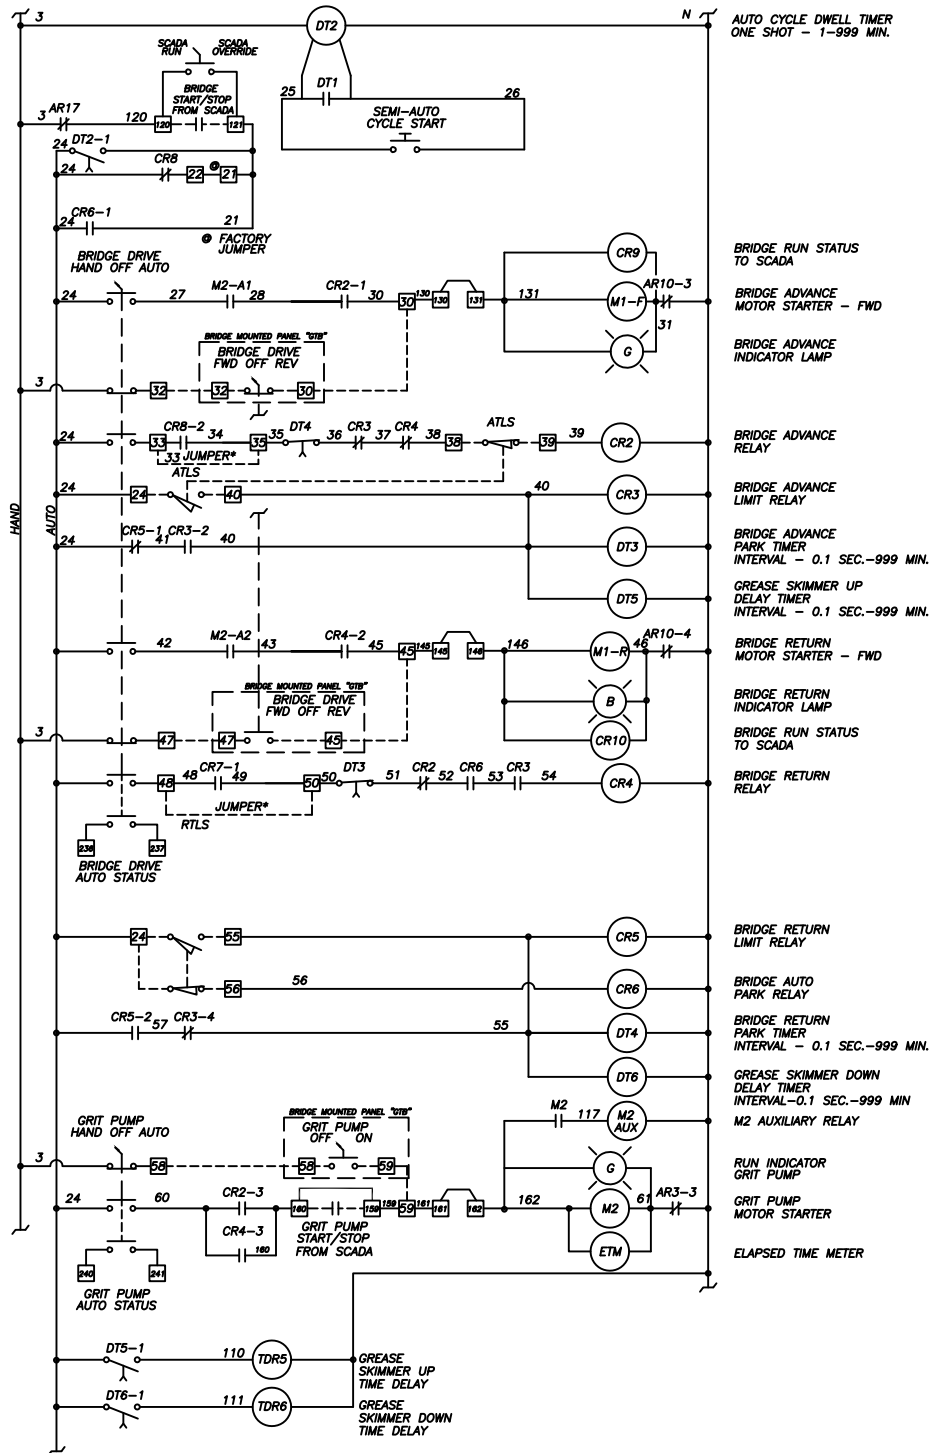 3
DT2
N
AUTO CYCLE DWELL TIMER
ONE SHOT - 1-999 MIN.
SCADA
RUN
SCADA
OVERRIDE
BRIDGE
START/STOP
FROM SCADA
25
DT1
26
SEMI-AUTO
CYCLE START
3
AR17
120
120
121
24
DT2-1
24
CR8
22
@
21
24
CR6-1
21
@ FACTORY
JUMPER
BRIDGE DRIVE
HAND OFF AUTO
CR9
BRIDGE RUN STATUS
TO SCADA
24
27
M2-A1
28
CR2-1
30
30
130
130
131
131
M1-F
AR10-3
31
BRIDGE ADVANCE
MOTOR STARTER - FWD
G
BRIDGE ADVANCE
INDICATOR LAMP
BRIDGE MOUNTED PANEL "GTB"
BRIDGE DRIVE
FWD OFF REV
3
32
32
30
24
33
CR8-2
34
35
35
DT4
36
CR3
37
CR4
38
38
ATLS
39
39
CR2
BRIDGE ADVANCE
RELAY
33
JUMPER*
ATLS
24
24
40
40
CR3
BRIDGE ADVANCE
LIMIT RELAY
HAND
AUTO
24
CR5-1
41
CR3-2
40
DT3
BRIDGE ADVANCE
PARK TIMER
INTERVAL - 0.1 SEC.-999 MIN.
DT5
GREASE SKIMMER UP
DELAY TIMER
INTERVAL - 0.1 SEC.-999 MIN.
42
M2-A2
43
CR4-2
45
45
145
145
146
146
M1-R
46
AR10-4
BRIDGE RETURN
MOTOR STARTER - FWD
BRIDGE MOUNTED PANEL "GTB"
BRIDGE DRIVE
FWD OFF REV
B
BRIDGE RETURN
INDICATOR LAMP
3
47
47
45
CR10
BRIDGE RUN STATUS
TO SCADA
48
48
CR7-1
49
50
50
DT3
51
CR2
52
CR6
53
CR3
54
CR4
BRIDGE RETURN
RELAY
JUMPER*
RTLS
236
237
BRIDGE DRIVE
AUTO STATUS
24
55
CR5
BRIDGE RETURN
LIMIT RELAY
56
56
CR6
BRIDGE AUTO
PARK RELAY
CR5-2
57
CR3-4
55
DT4
BRIDGE RETURN
PARK TIMER
INTERVAL - 0.1 SEC.-999 MIN.
DT6
GREASE SKIMMER DOWN
DELAY TIMER
INTERVAL-0.1 SEC.-999 MIN
GRIT PUMP
HAND OFF AUTO
BRIDGE MOUNTED PANEL "GTB"
GRIT PUMP
OFF ON
M2
117
M2
AUX
M2 AUXILIARY RELAY
3
58
58
59
G
RUN INDICATOR
GRIT PUMP
24
60
CR2-3
160
159
159
59
161
161
162
162
M2
61
AR3-3
GRIT PUMP
MOTOR STARTER
CR4-3
160
GRIT PUMP
START/STOP
FROM SCADA
ETM
ELAPSED TIME METER
240
241
GRIT PUMP
AUTO STATUS
DT5-1
110
TDR5
GREASE
SKIMMER UP
TIME DELAY
DT6-1
111
TDR6
GREASE
SKIMMER DOWN
TIME DELAY